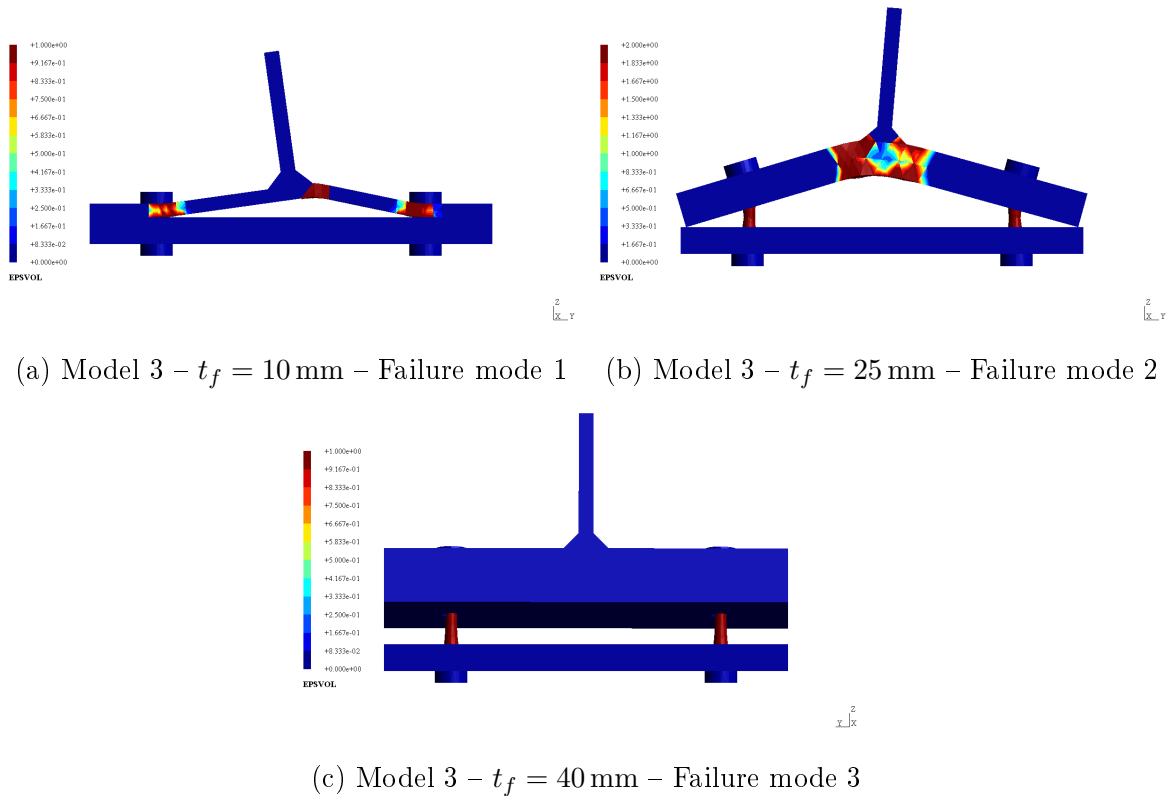 +1.000e+00
+9.167e-01
+8.333e-01
+7.500e-01
+6.667e-01
+5.833e-01
+5.000e-01
+4.167e-01
+3.333e-01
+2.500e-01
+1.667e-01
+8.333e-02
+0.000e+00
EPSVOL
Z
X Y
+2.000e+00
+1.833e+00
+1.667e+00
+1.500e+00
+1.333e+00
+1.167e+00
+1.000e+00
+8.333e-01
+6.667e-01
+5.000e-01
+3.333e-01
+1.667e-01
+0.000e+00
EPSVOL
Z
X Y
(a) Model 3 – t_f = 10 mm – Failure mode 1
(b) Model 3 – t_f = 25 mm – Failure mode 2
+1.000e+00
+9.167e-01
+8.333e-01
+7.500e-01
+6.667e-01
+5.833e-01
+5.000e-01
+4.167e-01
+3.333e-01
+2.500e-01
+1.667e-01
+8.333e-02
+0.000e+00
EPSVOL
Z
Y X
(c) Model 3 – t_f = 40 mm – Failure mode 3